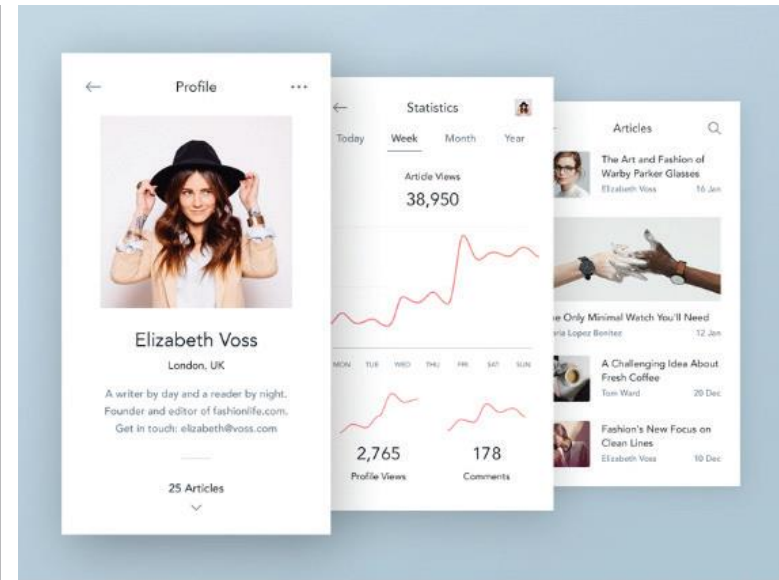 Profile
Elizabeth Voss
London, UK
A writer by day and a reader by night.
Founder and editor of fashionlife.com.
Get in touch: elizabeth@voss.com
25 Articles
Statistics
Today Week Month Year
Article Views
38,950
MON TUE WED THU FRI SAT SUN
2,765 178
Profile Views Comments
Articles
The Art and Fashion of
Warby Parker Glasses
Elizabeth Voss 16 Jan
Only Minimal Watch You'll Need
Lopez Benitez 12 Jan
A Challenging Idea About
Fresh Coffee
Tom Ward 20 Dec
Fashion's New Focus on
Clean Lines
Elizabeth Voss 10 Dec